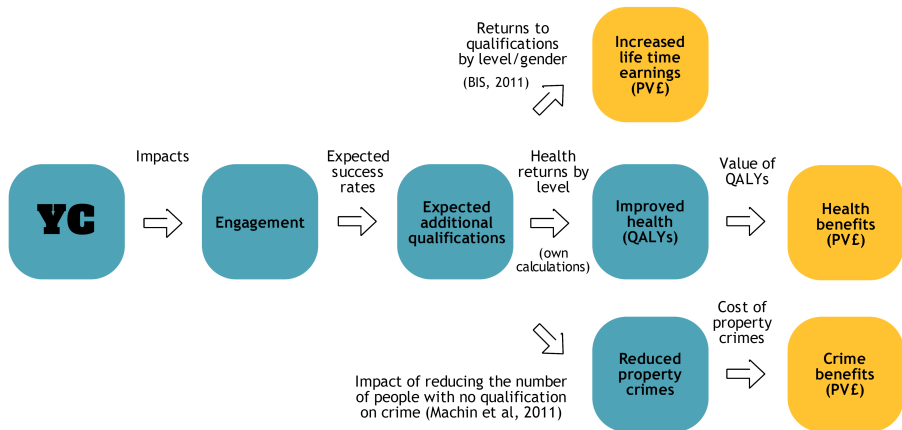 Returns to
qualifications
by level/gender
(BIS, 2011)
Increased
life time
earnings
(PV£)
YC
Impacts
Engagement
Expected
success
rates
Expected
additional
qualifications
Health
returns by
level
(own
calculations)
Improved
health
(QALYs)
Value of
QALYs
Health
benefits
(PV£)
Impact of reducing the number
of people with no qualification
on crime (Machin et al, 2011)
Reduced
property
crimes
Cost of
property
crimes
Crime
benefits
(PV£)